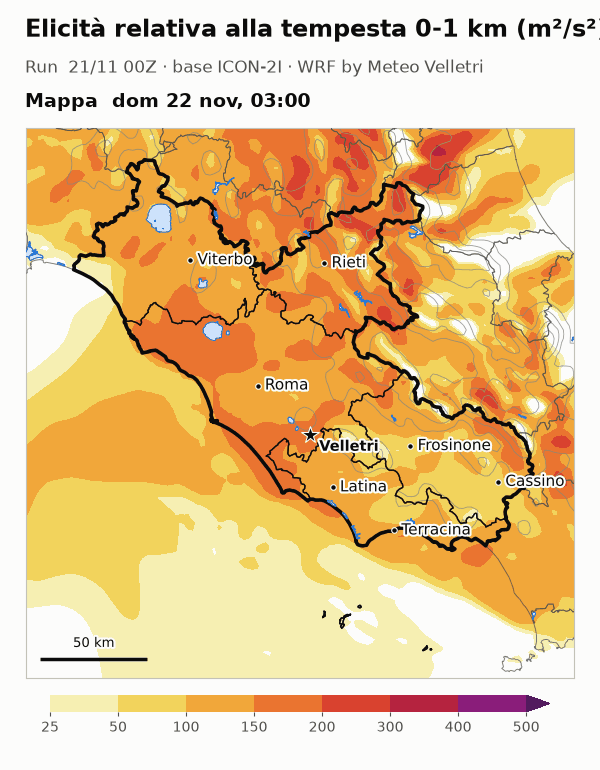 Elicità relativa alla tempesta 0-1 km (m²/s²)
Run  21/11 00Z · base ICON-2I · WRF by Meteo Velletri
Mappa  dom 22 nov, 03:00
Viterbo
Rieti
Roma
Velletri
Frosinone
Cassino
Latina
Terracina
50 km
25 50 100 150 200 300 400 500